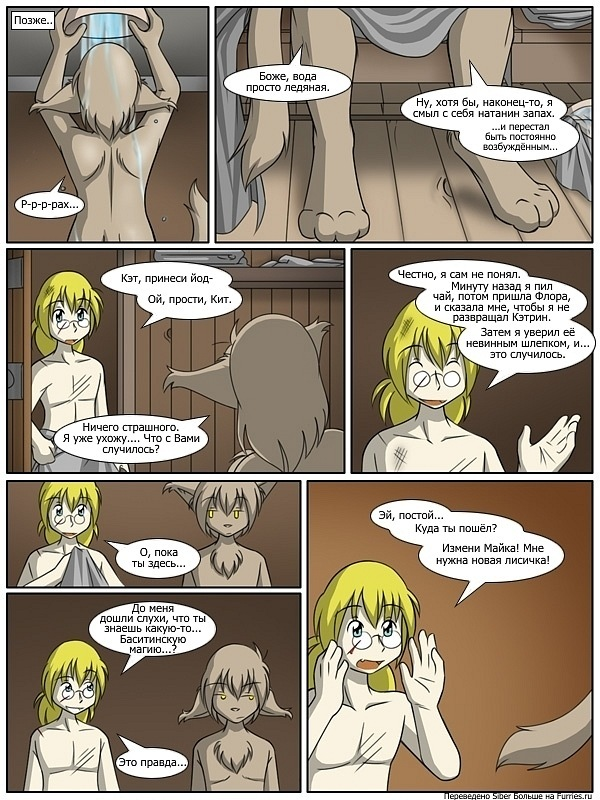 Позже..
Р-р-р-рах...
Боже, вода
просто ледяная.
Ну, хотя бы, наконец-то, я
смыл с себя натанин запах.
...и перестал
быть постоянно
возбуждённым...
Кэт, принеси йод-
Ой, прости, Кит.
Ничего страшного.
Я уже ухожу.... Что с Вами
случилось?
Честно, я сам не понял.
Минуту назад я пил
чай, потом пришла Флора,
и сказала мне, чтобы я не
развращал Кэтрин.
Затем я уверил её
невинным шлепком, и...
это случилось.
О, пока
ты здесь...
До меня
дошли слухи, что ты
знаешь какую-то...
Баситинскую
магию...?
Это правда...
Эй, постой...
Куда ты пошёл?
Измени Майка! Мне
нужна новая лисичка!
Переведено Siber Больше на Furries.ru